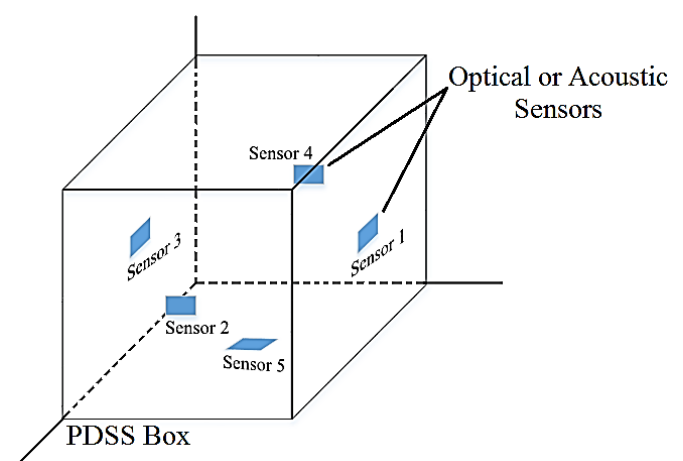 Optical or Acoustic
Sensors
Sensor 4
Sensor 3
Sensor 1
Sensor 2
Sensor 5
PDSS Box